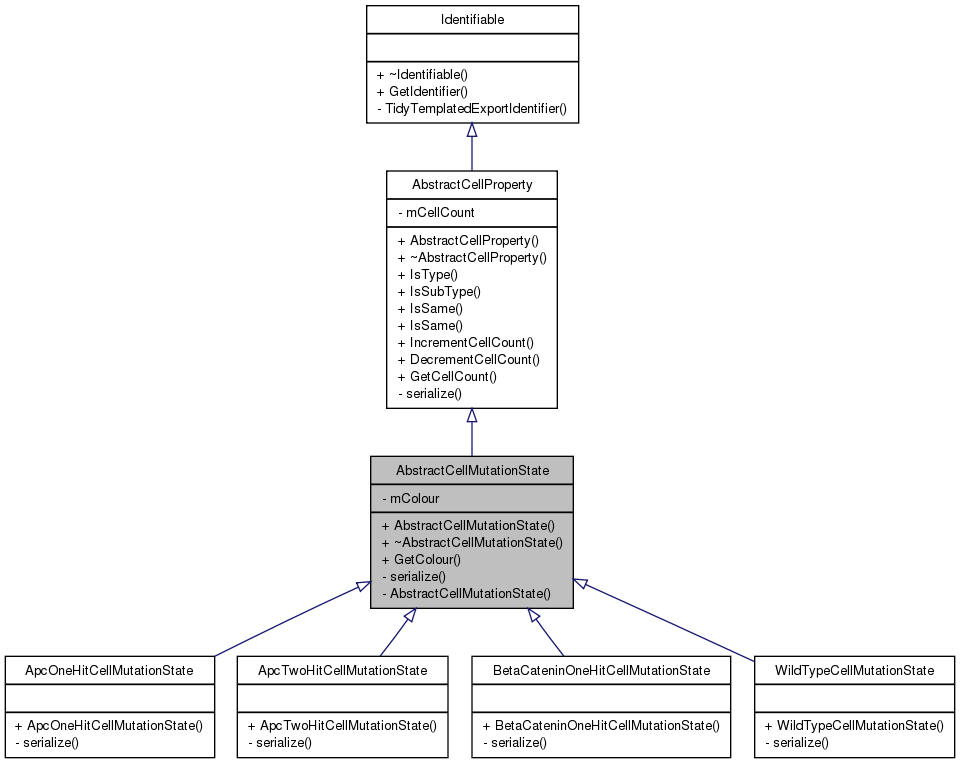 Identifiable
+ ~Identifiable()
+ GetIdentifier()
- TidyTemplatedExportIdentifier()
AbstractCellProperty
- mCellCount
+ AbstractCellProperty()
+ ~AbstractCellProperty()
+ IsType()
+ IsSubType()
+ IsSame()
+ IsSame()
+ IncrementCellCount()
+ DecrementCellCount()
+ GetCellCount()
- serialize()
AbstractCellMutationState
- mColour
+ AbstractCellMutationState()
+ ~AbstractCellMutationState()
+ GetColour()
- serialize()
- AbstractCellMutationState()
ApcOneHitCellMutationState
+ ApcOneHitCellMutationState()
- serialize()
ApcTwoHitCellMutationState
+ ApcTwoHitCellMutationState()
- serialize()
BetaCateninOneHitCellMutationState
+ BetaCateninOneHitCellMutationState()
- serialize()
WildTypeCellMutationState
+ WildTypeCellMutationState()
- serialize()